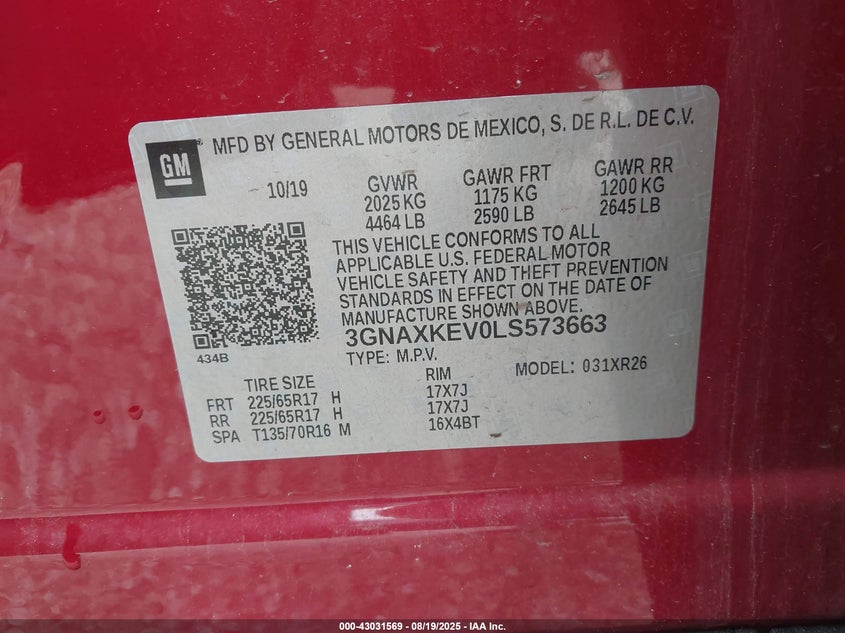 GM
MFD BY GENERAL MOTORS DE MEXICO, S. DE R.L. DE C.V.
10/19 GVWR GAWR FRT GAWR RR
2025 KG 1175 KG 1200 KG
4464 LB 2590 LB 2645 LB
THIS VEHICLE CONFORMS TO ALL
APPLICABLE U.S. FEDERAL MOTOR
VEHICLE SAFETY AND THEFT PREVENTION
STANDARDS IN EFFECT ON THE DATE OF
MANUFACTURE SHOWN ABOVE.
434B
3GNAXKEV0LS573663
TYPE: M.P.V. MODEL: 031XR26
TIRE SIZE RIM
FRT 225/65R17 H 17X7J
RR 225/65R17 H 17X7J
SPA T135/70R16 M 16X4BT
000-43031569 - 08/19/2025 - IAA Inc.